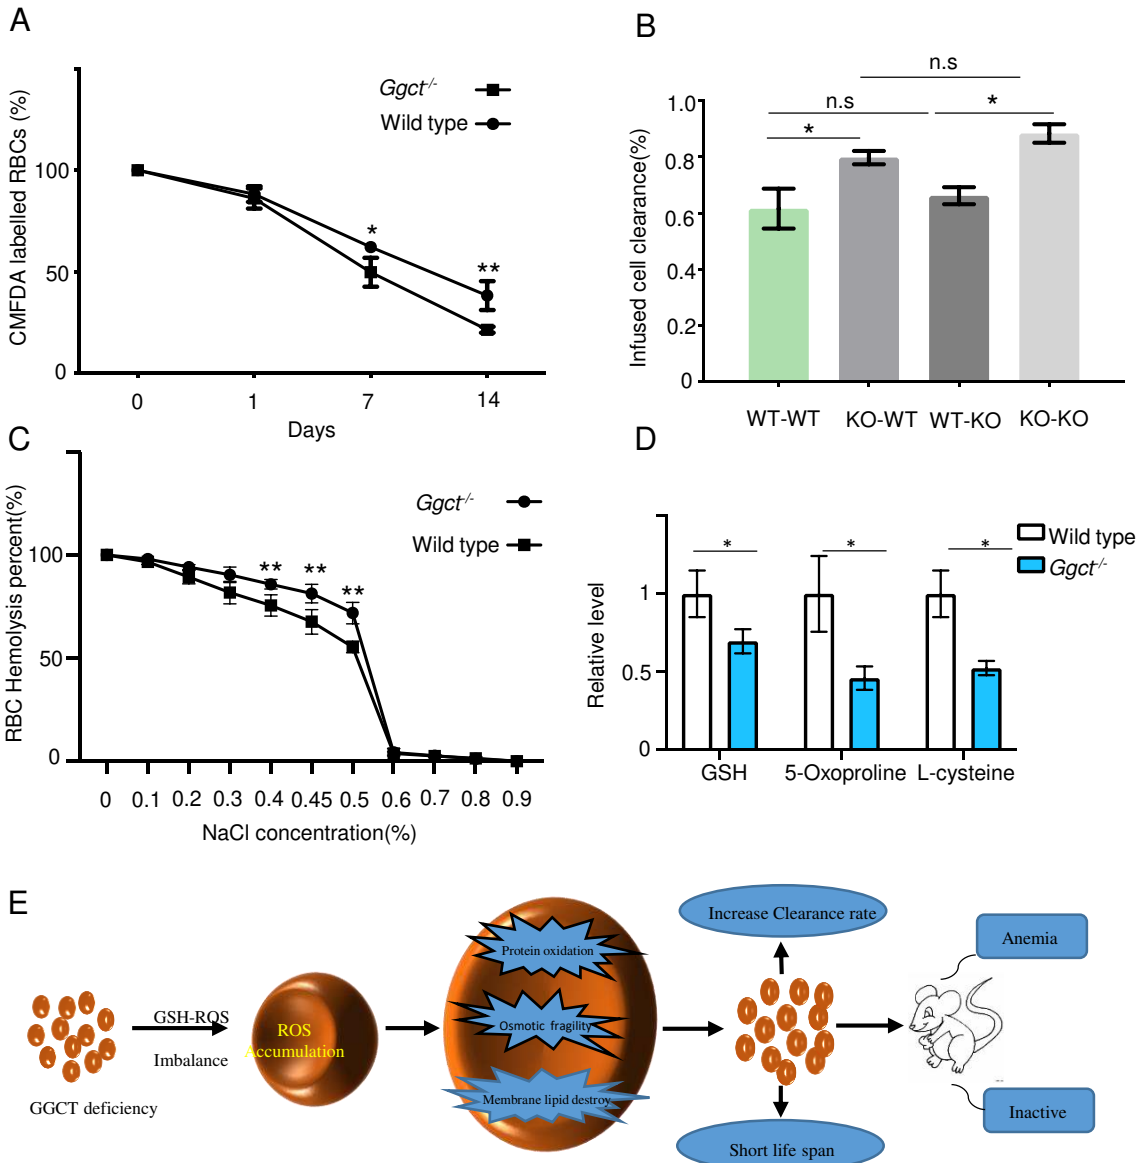 A
CMFDA labelled RBCs (%)
Ggct-/-
Wild type
100
50
0
*
**
0 1 7 14
Days
B
Infused cell clearance(%)
n.s
n.s
*
*
1.0
0.8
0.6
0.4
0.2
0
WT-WT KO-WT WT-KO KO-KO
C
RBC Hemolysis percent(%)
Ggct-/-
Wild type
100
50
0
** ** **
0 0.1 0.2 0.3 0.4 0.45 0.5 0.6 0.7 0.8 0.9
NaCl concentration(%)
D
Relative level
Wild type
Ggct-/-
* * *
1
0.5
0
GSH 5-Oxoproline L-cysteine
E
GGCT deficiency
GSH-ROS
Imbalance
ROS
Accumulation
Protein oxidation
Osmotic fragility
Membrane lipid destroy
Increase Clearance rate
Short life span
Anemia
Inactive